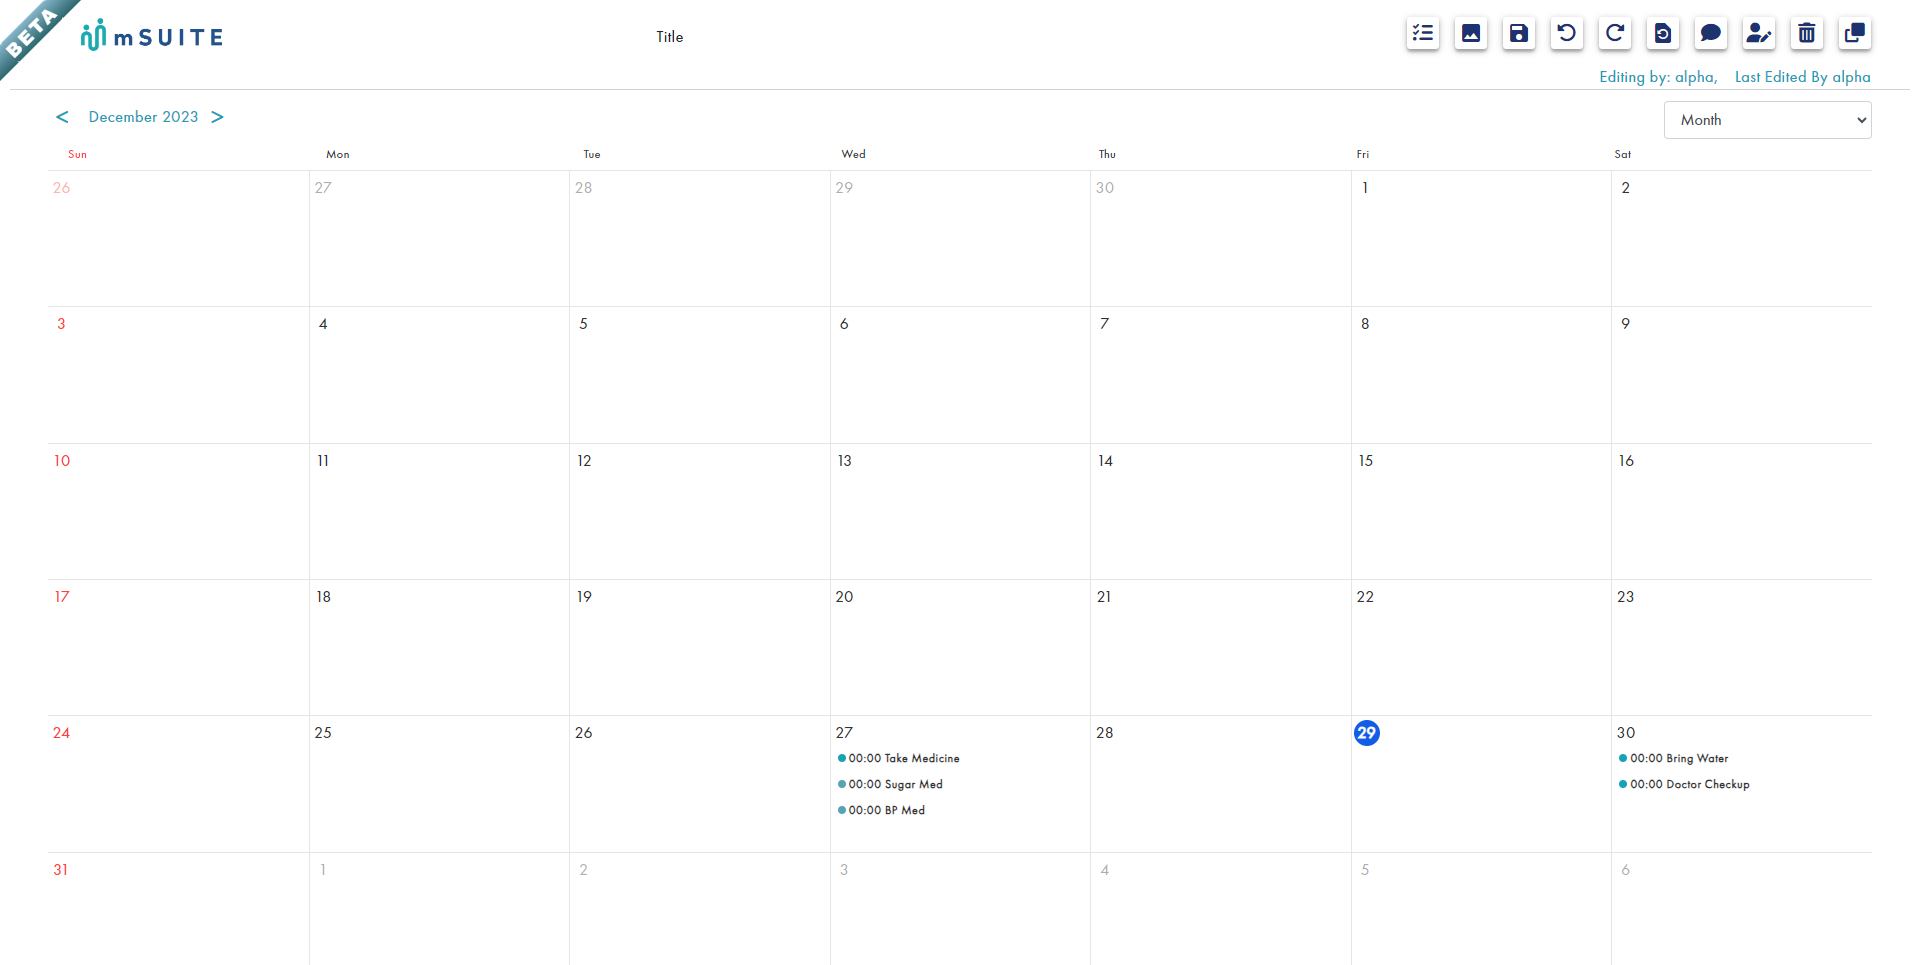 BETA
mSUITE
Title
Editing by: alpha, Last Edited By alpha
< December 2023 >
Month
Sun Mon Tue Wed Thu Fri Sat
26 27 28 29 30 1 2
3 4 5 6 7 8 9
10 11 12 13 14 15 16
17 18 19 20 21 22 23
24 25 26 27 28 29 30
00:00 Take Medicine
00:00 Sugar Med
00:00 BP Med
00:00 Bring Water
00:00 Doctor Checkup
31 1 2 3 4 5 6